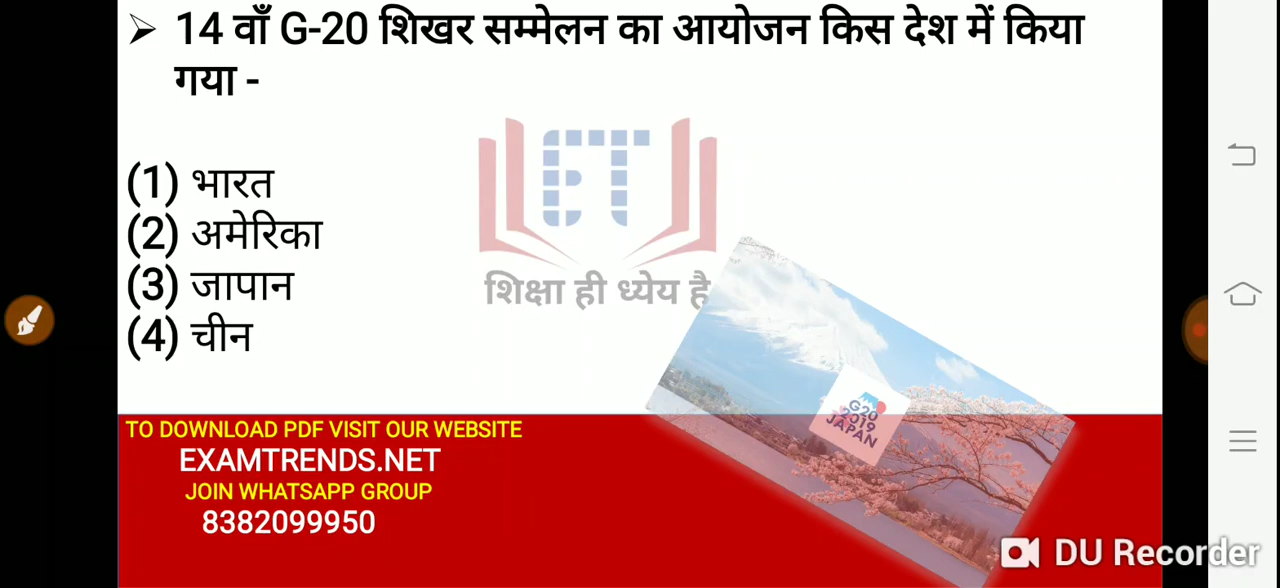 ➢ 14 वाँ G-20 शिखर सम्मेलन का आयोजन किस देश में किया
गया -
ET
शिक्षा ही ध्येय है
(1) भारत
(2) अमेरिका
(3) जापान
(4) चीन
G20
2019
JAPAN
TO DOWNLOAD PDF VISIT OUR WEBSITE
EXAMTRENDS.NET
JOIN WHATSAPP GROUP
8382099950
DU Recorder